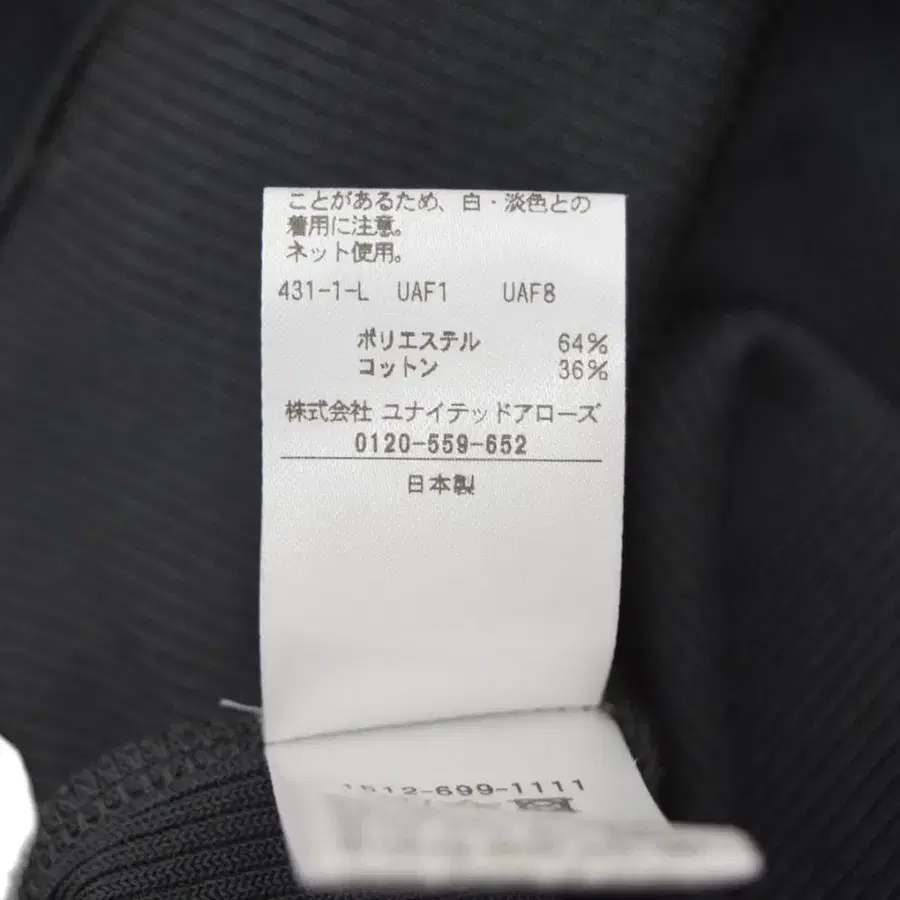 ことがあるため、白・淡色との
着用に注意。
ネット使用。
431-1-L UAF1 UAF8
ポリエステル 64%
コットン 36%
株式会社 ユナイテッドアローズ
0120-559-652
日本製
1512-699-1111